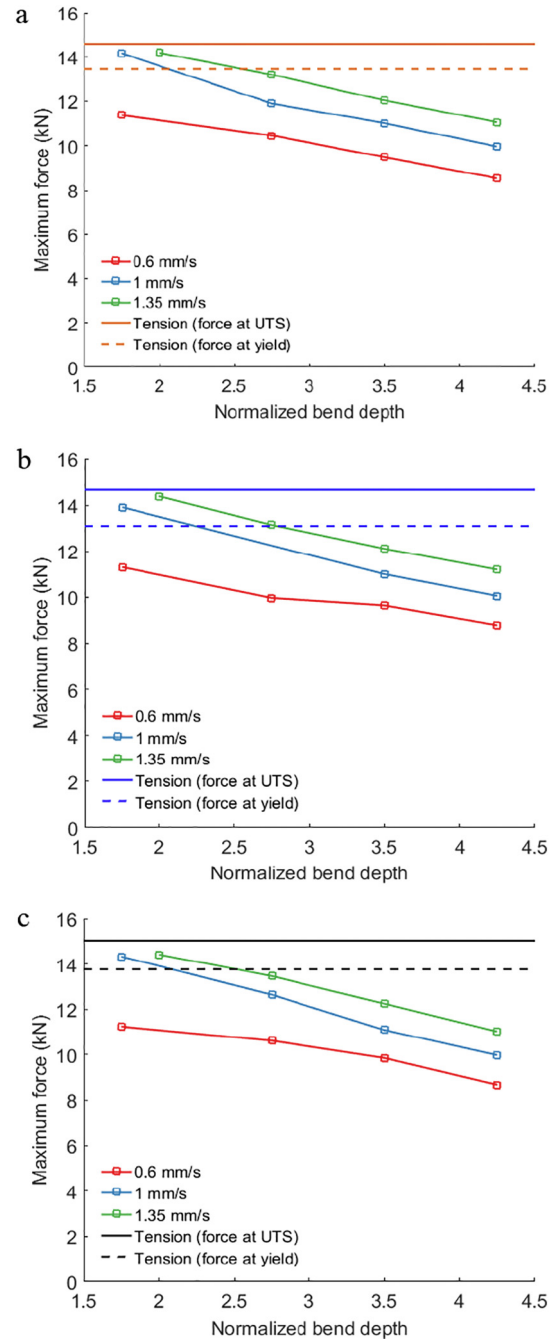 a
16
14
12
10
8
6
4
2
0
Maximum force (kN)
0.6 mm/s
1 mm/s
1.35 mm/s
Tension (force at UTS)
Tension (force at yield)
1.5 2 2.5 3 3.5 4 4.5
Normalized bend depth
b
16
14
12
10
8
6
4
2
0
Maximum force (kN)
0.6 mm/s
1 mm/s
1.35 mm/s
Tension (force at UTS)
Tension (force at yield)
1.5 2 2.5 3 3.5 4 4.5
Normalized bend depth
c
16
14
12
10
8
6
4
2
0
Maximum force (kN)
0.6 mm/s
1 mm/s
1.35 mm/s
Tension (force at UTS)
Tension (force at yield)
1.5 2 2.5 3 3.5 4 4.5
Normalized bend depth